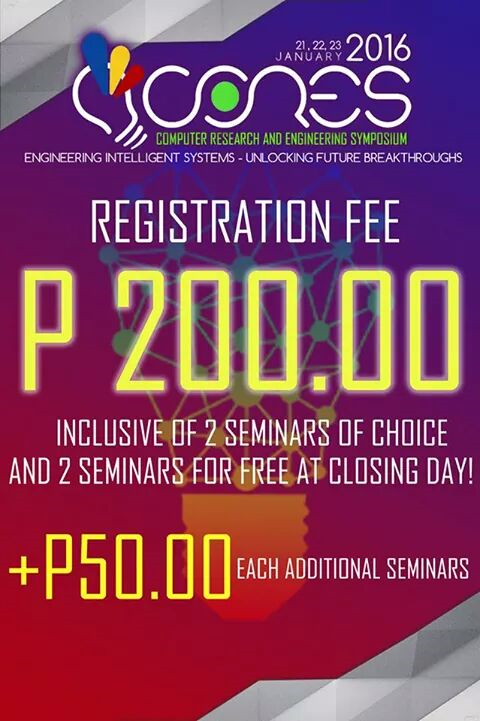 21, 22, 23
JANUARY 2016
CORES
COMPUTER RESEARCH AND ENGINEERING SYMPOSIUM
ENGINEERING INTELLIGENT SYSTEMS - UNLOCKING FUTURE BREAKTHROUGHS
REGISTRATION FEE
P 200.00
INCLUSIVE OF 2 SEMINARS OF CHOICE
AND 2 SEMINARS FOR FREE AT CLOSING DAY!
+P50.00 EACH ADDITIONAL SEMINARS